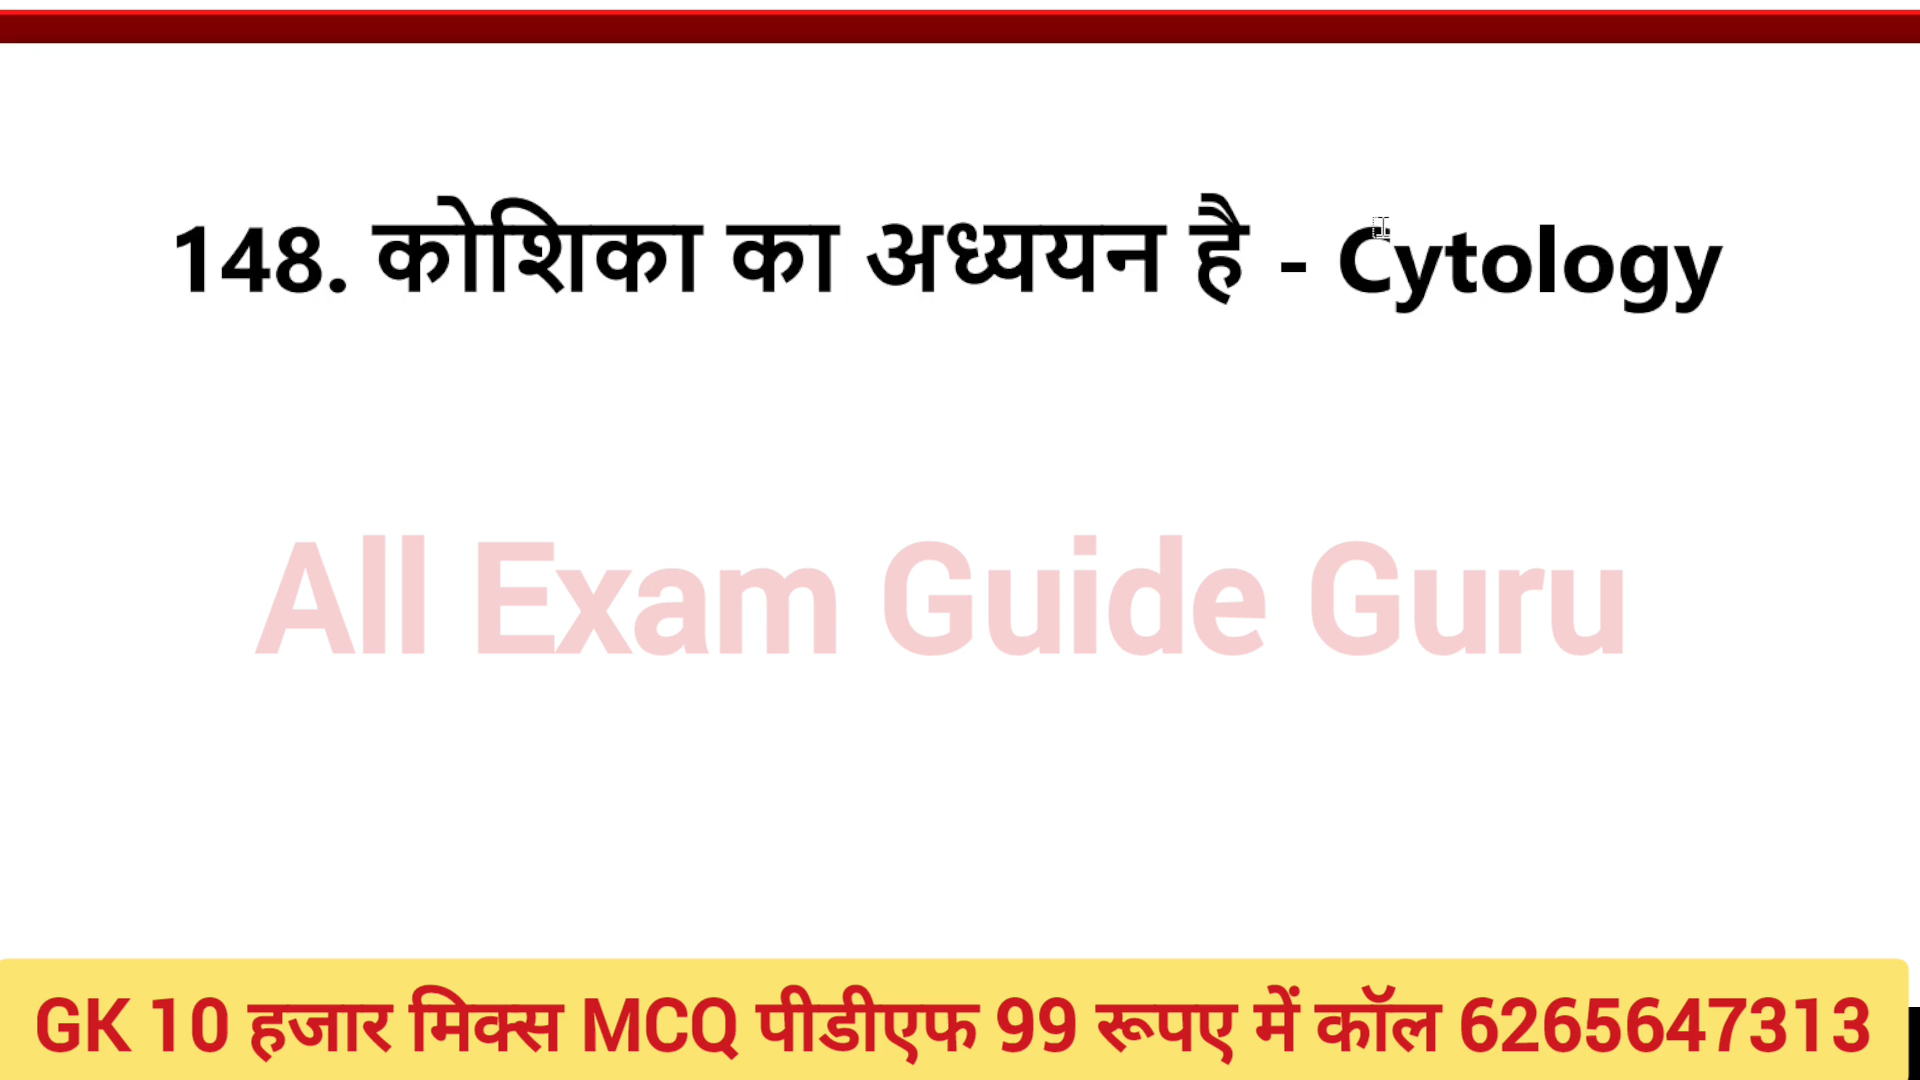 148. कोशिका का अध्ययन है - Cytology
All Exam Guide Guru
GK 10 हजार मिक्स MCQ पीडीएफ 99 रूपए में कॉल 6265647313